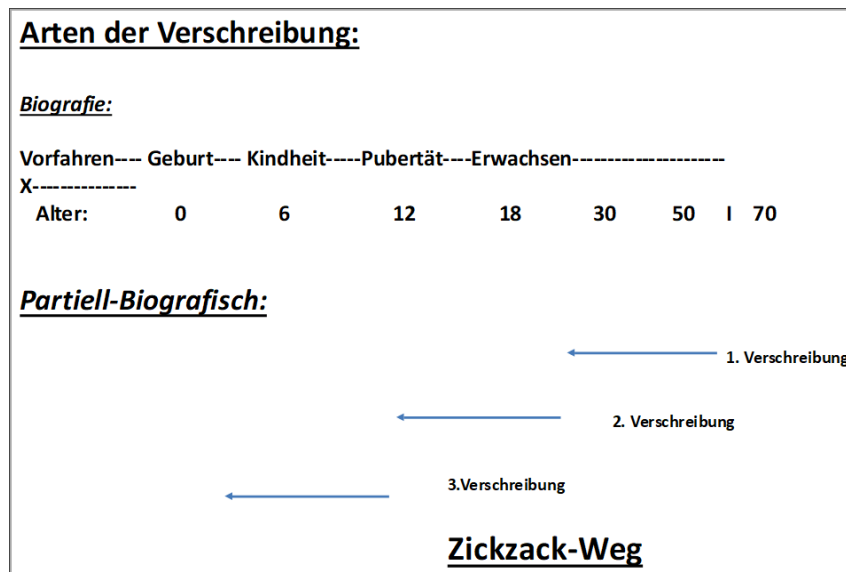 Arten der Verschreibung:
Biografie:
Vorfahren---- Geburt---- Kindheit-----Pubertät----Erwachsen-----------------------
X---------------
Alter: 0 6 12 18 30 50 I 70
Partiell-Biografisch:
1. Verschreibung
2. Verschreibung
3.Verschreibung
Zickzack-Weg